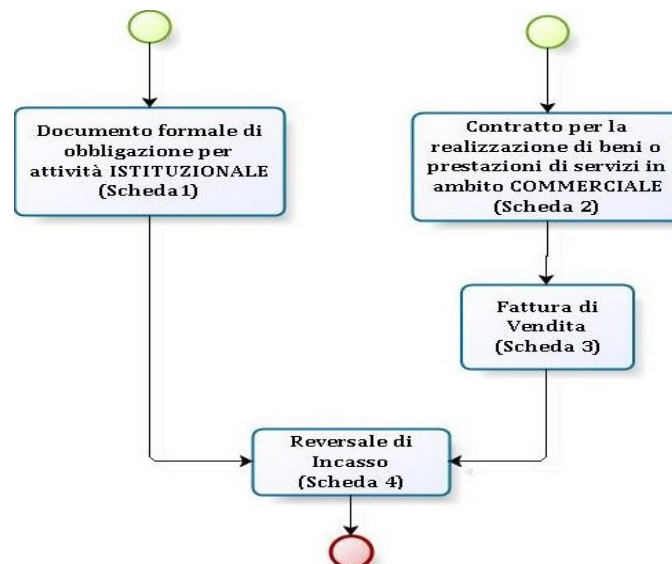 Documento formale di
obbligazione per
attività ISTITUZIONALE
(Scheda1)
Contratto per la
realizzazione di beni o
prestazioni di servizi in
ambito COMMERCIALE
(Scheda 2)
Fattura di
Vendita
(Scheda 3)
Reversale di
Incasso
(Scheda 4)